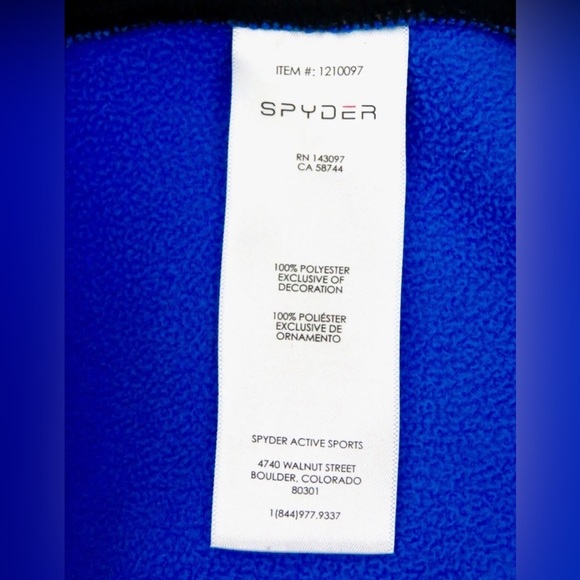 ITEM #: 1210097
SPYDER
RN 143097
CA 58744
100% POLYESTER
EXCLUSIVE OF
DECORATION
100% POLIÉSTER
EXCLUSIVE DE
ORNAMENTO
SPYDER ACTIVE SPORTS
4740 WALNUT STREET
BOULDER, COLORADO
80301
1(844)977.9337